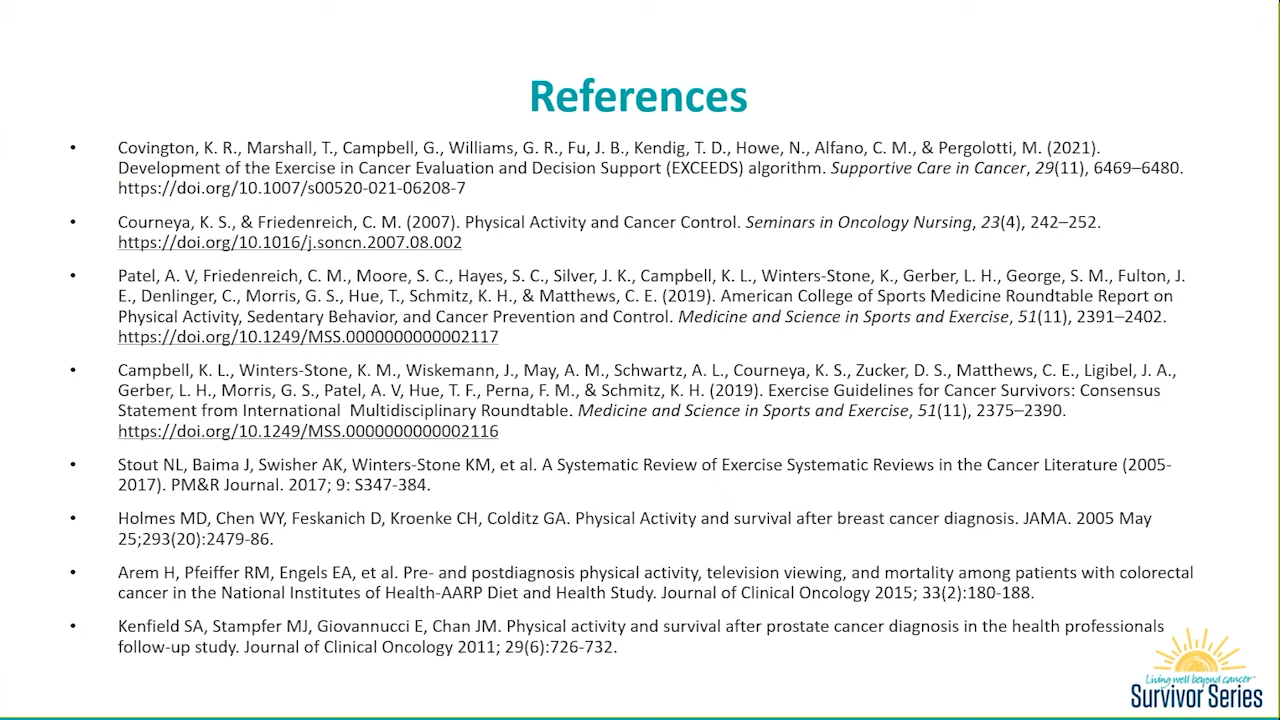 References
• Covington, K. R., Marshall, T., Campbell, G., Williams, G. R., Fu, J. B., Kendig, T. D., Howe, N., Alfano, C. M., & Pergolotti, M. (2021).
Development of the Exercise in Cancer Evaluation and Decision Support (EXCEEDS) algorithm. Supportive Care in Cancer, 29(11), 6469–6480.
https://doi.org/10.1007/s00520-021-06208-7
• Courneya, K. S., & Friedenreich, C. M. (2007). Physical Activity and Cancer Control. Seminars in Oncology Nursing, 23(4), 242–252.
https://doi.org/10.1016/j.soncn.2007.08.002
• Patel, A. V, Friedenreich, C. M., Moore, S. C., Hayes, S. C., Silver, J. K., Campbell, K. L., Winters-Stone, K., Gerber, L. H., George, S. M., Fulton, J.
E., Denlinger, C., Morris, G. S., Hue, T., Schmitz, K. H., & Matthews, C. E. (2019). American College of Sports Medicine Roundtable Report on
Physical Activity, Sedentary Behavior, and Cancer Prevention and Control. Medicine and Science in Sports and Exercise, 51(11), 2391–2402.
https://doi.org/10.1249/MSS.0000000000002117
• Campbell, K. L., Winters-Stone, K. M., Wiskemann, J., May, A. M., Schwartz, A. L., Courneya, K. S., Zucker, D. S., Matthews, C. E., Ligibel, J. A.,
Gerber, L. H., Morris, G. S., Patel, A. V, Hue, T. F., Perna, F. M., & Schmitz, K. H. (2019). Exercise Guidelines for Cancer Survivors: Consensus
Statement from International Multidisciplinary Roundtable. Medicine and Science in Sports and Exercise, 51(11), 2375–2390.
https://doi.org/10.1249/MSS.0000000000002116
• Stout NL, Baima J, Swisher AK, Winters-Stone KM, et al. A Systematic Review of Exercise Systematic Reviews in the Cancer Literature (2005-
2017). PM&R Journal. 2017; 9: S347-384.
• Holmes MD, Chen WY, Feskanich D, Kroenke CH, Colditz GA. Physical Activity and survival after breast cancer diagnosis. JAMA. 2005 May
25;293(20):2479-86.
• Arem H, Pfeiffer RM, Engels EA, et al. Pre- and postdiagnosis physical activity, television viewing, and mortality among patients with colorectal
cancer in the National Institutes of Health-AARP Diet and Health Study. Journal of Clinical Oncology 2015; 33(2):180-188.
• Kenfield SA, Stampfer MJ, Giovannucci E, Chan JM. Physical activity and survival after prostate cancer diagnosis in the health professionals
follow-up study. Journal of Clinical Oncology 2011; 29(6):726-732.
Living well beyond cancer™
Survivor Series